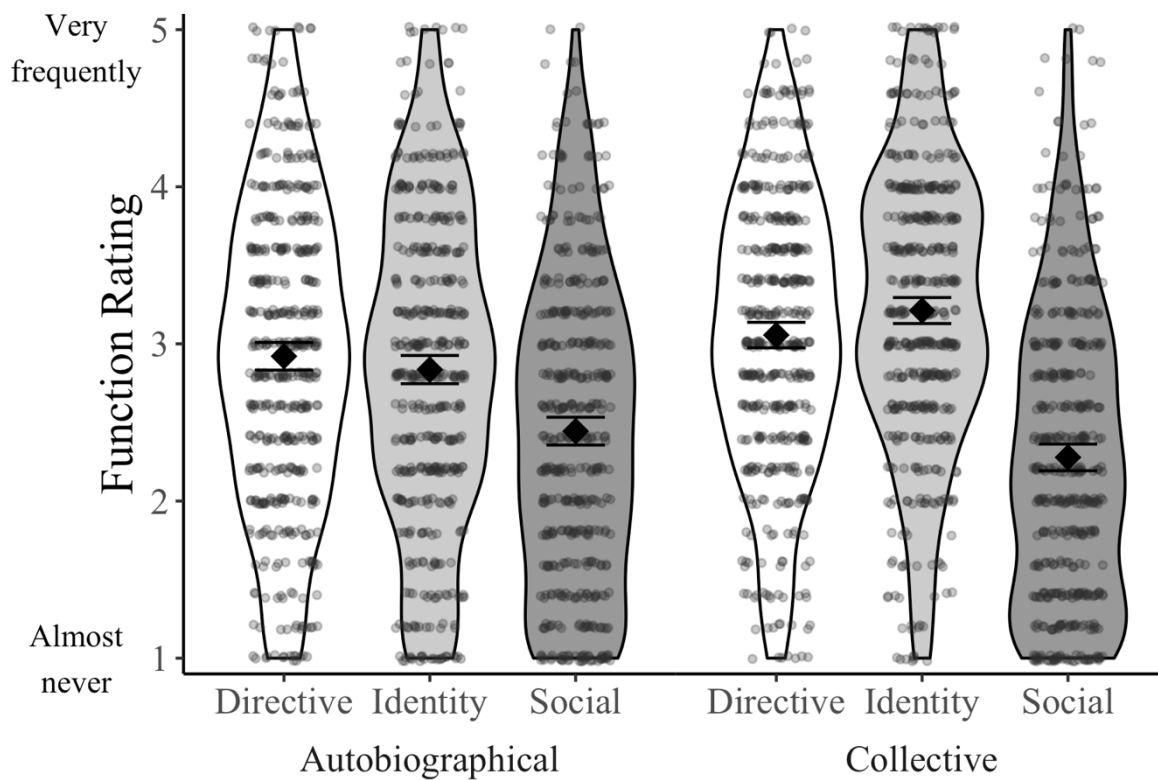 Very
frequently
5
4
3
2
1
Function Rating
Almost
never
Directive Identity Social Directive Identity Social
Autobiographical Collective